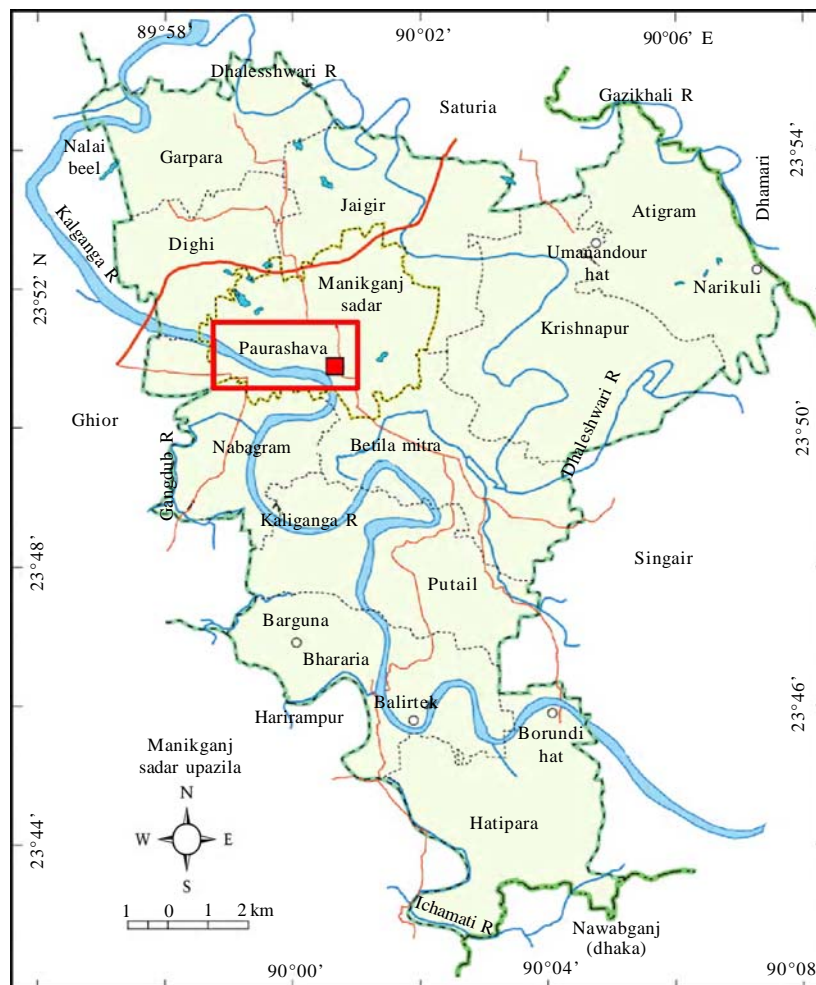 89°58’
90°02’
90°06’ E
Dhalesshwari R
Saturia
Gazikhali R
Nalai
beel
Garpara
23°54’
Dhamari
Jaigir
Atigram
Kalganga R
Dighi
Umanandour
hat
Manikganj
sadar
Narikuli
23°52’ N
Krishnapur
Paurashava
Ghior
Dhaleshwari R
23°50’
Nabagram
Betila mitra
Gangdub R
Kaliganga R
23°48’
Putail
Singair
Barguna
Bhararia
Balirtek
23°46’
Harirampur
Borundi
hat
Manikganj
sadar upazila
N
W
E
S
Hatipara
23°44’
1 0 1 2 km
Ichamati R
Nawabganj
(dhaka)
90°00’
90°04’
90°08’